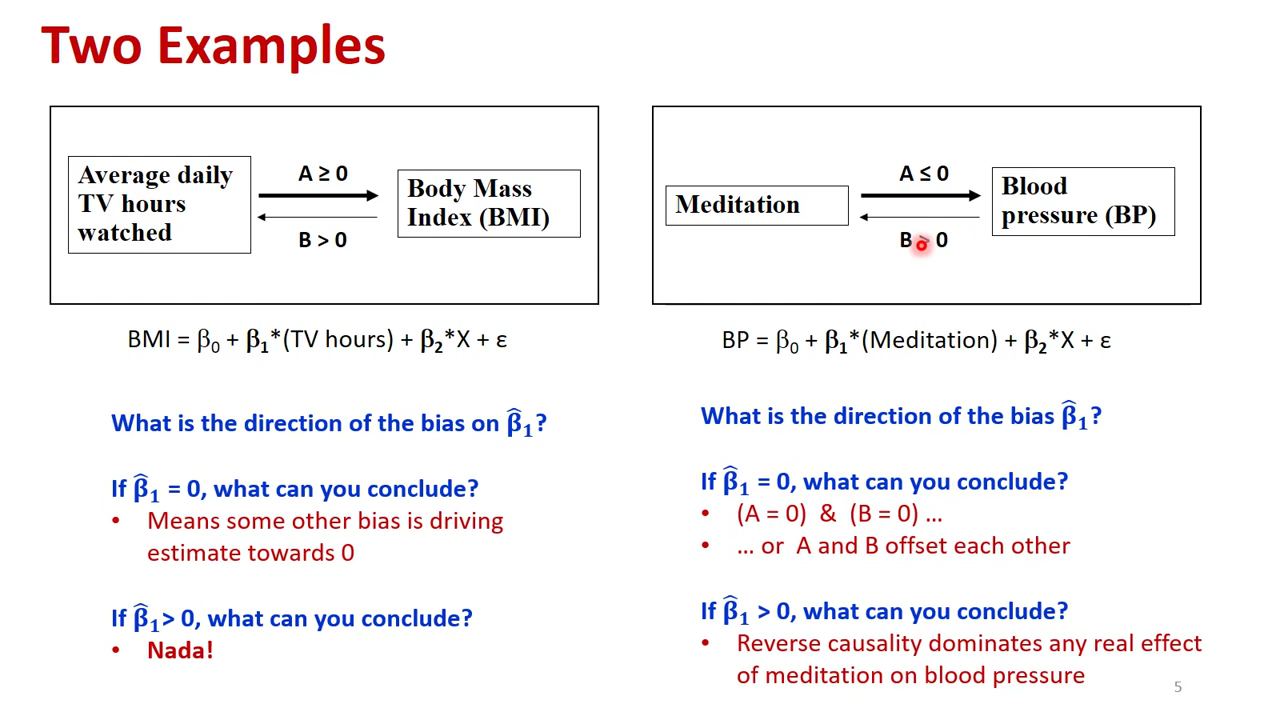 Two Examples
Average daily
TV hours
watched
A ≥ 0
B > 0
Body Mass
Index (BMI)
BMI = β0 + β1*(TV hours) + β2*X + ε
What is the direction of the bias on β̂1?
If β̂1 = 0, what can you conclude?
• Means some other bias is driving
estimate towards 0
If β̂1> 0, what can you conclude?
• Nada!
Meditation
A ≤ 0
B 0
Blood
pressure (BP)
BP = β0 + β1*(Meditation) + β2*X + ε
What is the direction of the bias β̂1?
If β̂1 = 0, what can you conclude?
• (A = 0) & (B = 0) …
• … or A and B offset each other
If β̂1 > 0, what can you conclude?
• Reverse causality dominates any real effect
of meditation on blood pressure
5